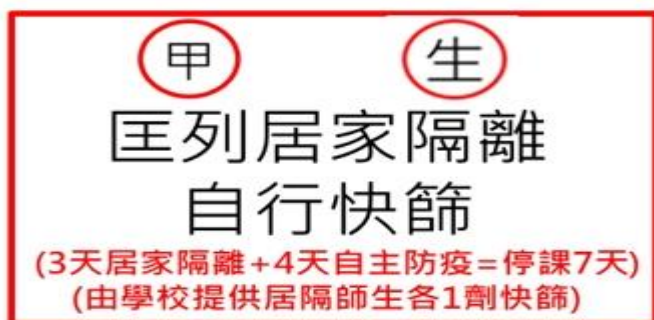 甲 生
匡列居家隔離
自行快篩
(3天居家隔離+4天自主防疫=停課7天)
(由學校提供居隔師生各1劑快篩)